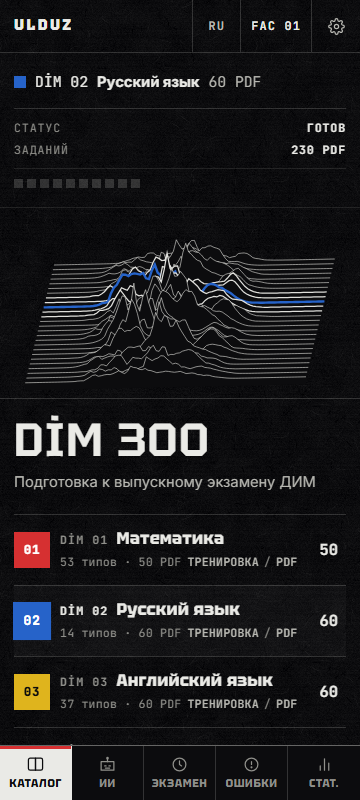 ULDUZ
RU
FAC 01
DİM 02 Русский язык 60 PDF
СТАТУС ГОТОВ
ЗАДАНИЙ 230 PDF
DİM 300
Подготовка к выпускному экзамену ДИМ
01 DİM 01 Математика 50
53 типов · 50 PDF ТРЕНИРОВКА / PDF
02 DİM 02 Русский язык 60
14 типов · 60 PDF ТРЕНИРОВКА / PDF
03 DİM 03 Английский язык 60
37 типов · 60 PDF ТРЕНИРОВКА / PDF
КАТАЛОГ ИИ ЭКЗАМЕН ОШИБКИ СТАТ.